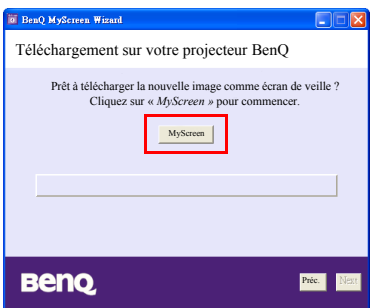 BenQ MyScreen Wizard
Téléchargement sur votre projecteur BenQ
Prêt à télécharger la nouvelle image comme écran de veille ?
Cliquez sur « MyScreen » pour commencer.
MyScreen
BenQ
Préc. Next